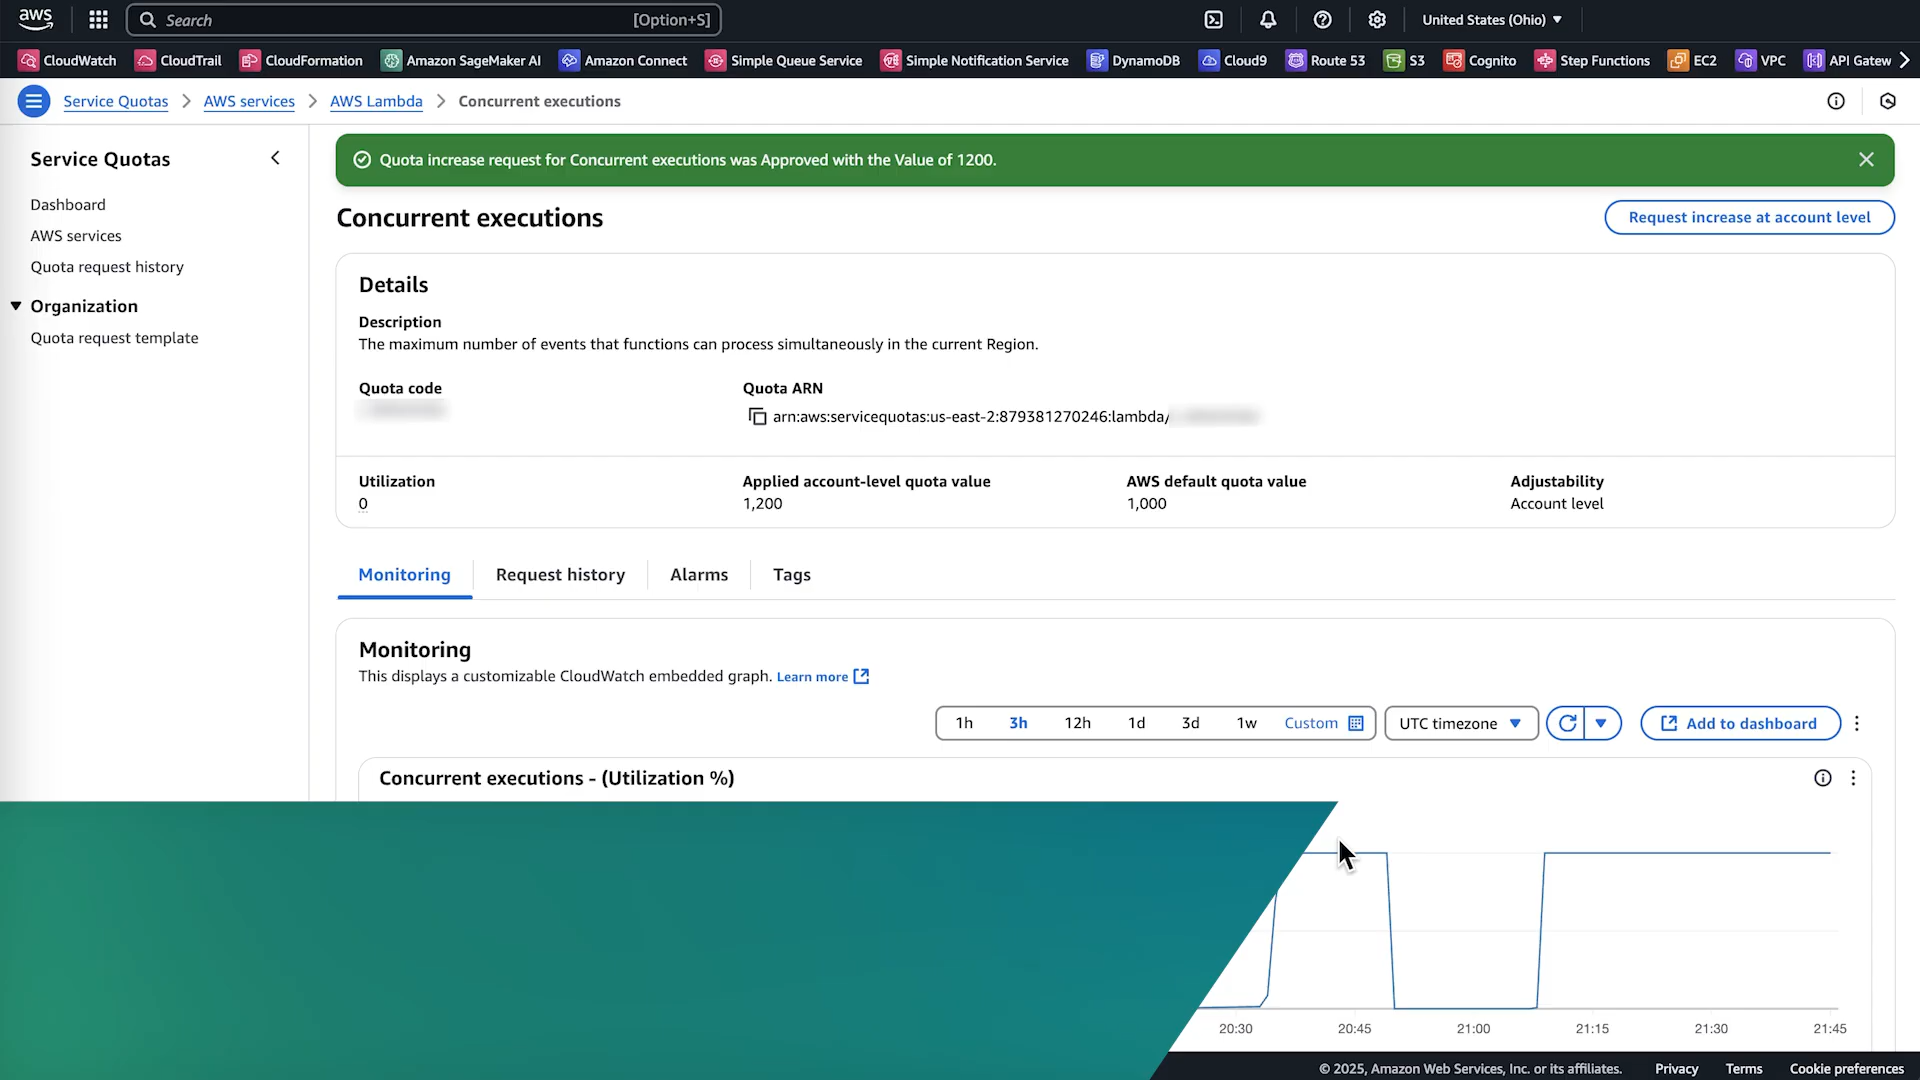 aws
Search [Option+S]
United States (Ohio)
CloudWatch CloudTrail CloudFormation Amazon SageMaker AI Amazon Connect Simple Queue Service Simple Notification Service DynamoDB Cloud9 Route 53 S3 Cognito Step Functions EC2 VPC API Gatew
Service Quotas AWS services AWS Lambda Concurrent executions
Service Quotas
Dashboard
AWS services
Quota request history
Organization
Quota request template
Quota increase request for Concurrent executions was Approved with the Value of 1200.
Concurrent executions
Request increase at account level
Details
Description
The maximum number of events that functions can process simultaneously in the current Region.
Quota code
Quota ARN
arn:aws:servicequotas:us-east-2:879381270246:lambda/
Utilization
0
Applied account-level quota value
1,200
AWS default quota value
1,000
Adjustability
Account level
Monitoring Request history Alarms Tags
Monitoring
This displays a customizable CloudWatch embedded graph. Learn more
1h 3h 12h 1d 3d 1w Custom UTC timezone Add to dashboard
Concurrent executions - (Utilization %)
20:30 20:45 21:00 21:15 21:30 21:45
© 2025, Amazon Web Services, Inc. or its affiliates. Privacy Terms Cookie preferences